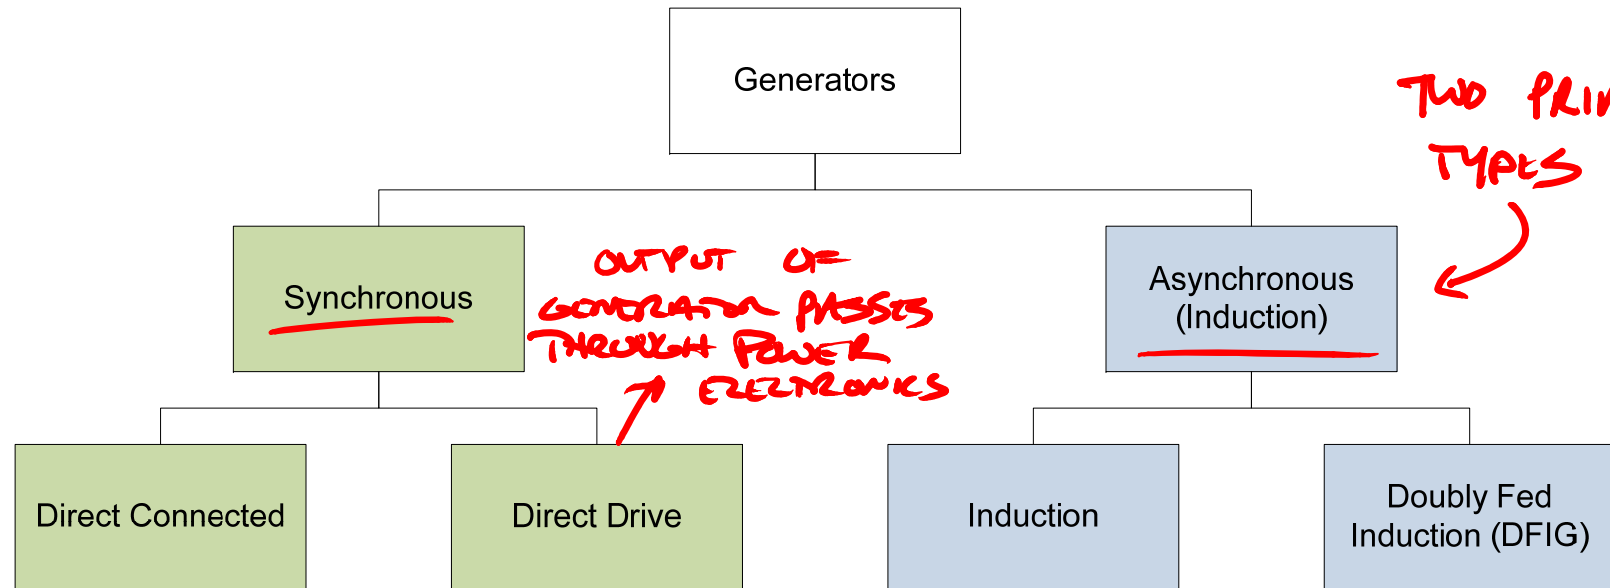 Generators
TWO
TYPES
Synchronous
OUTPUT OF
GENERATOR PASSES
THROUGH POWER
ELECTRONICS
Asynchronous
(Induction)
Direct Connected
Direct Drive
Induction
Doubly Fed
Induction (DFIG)